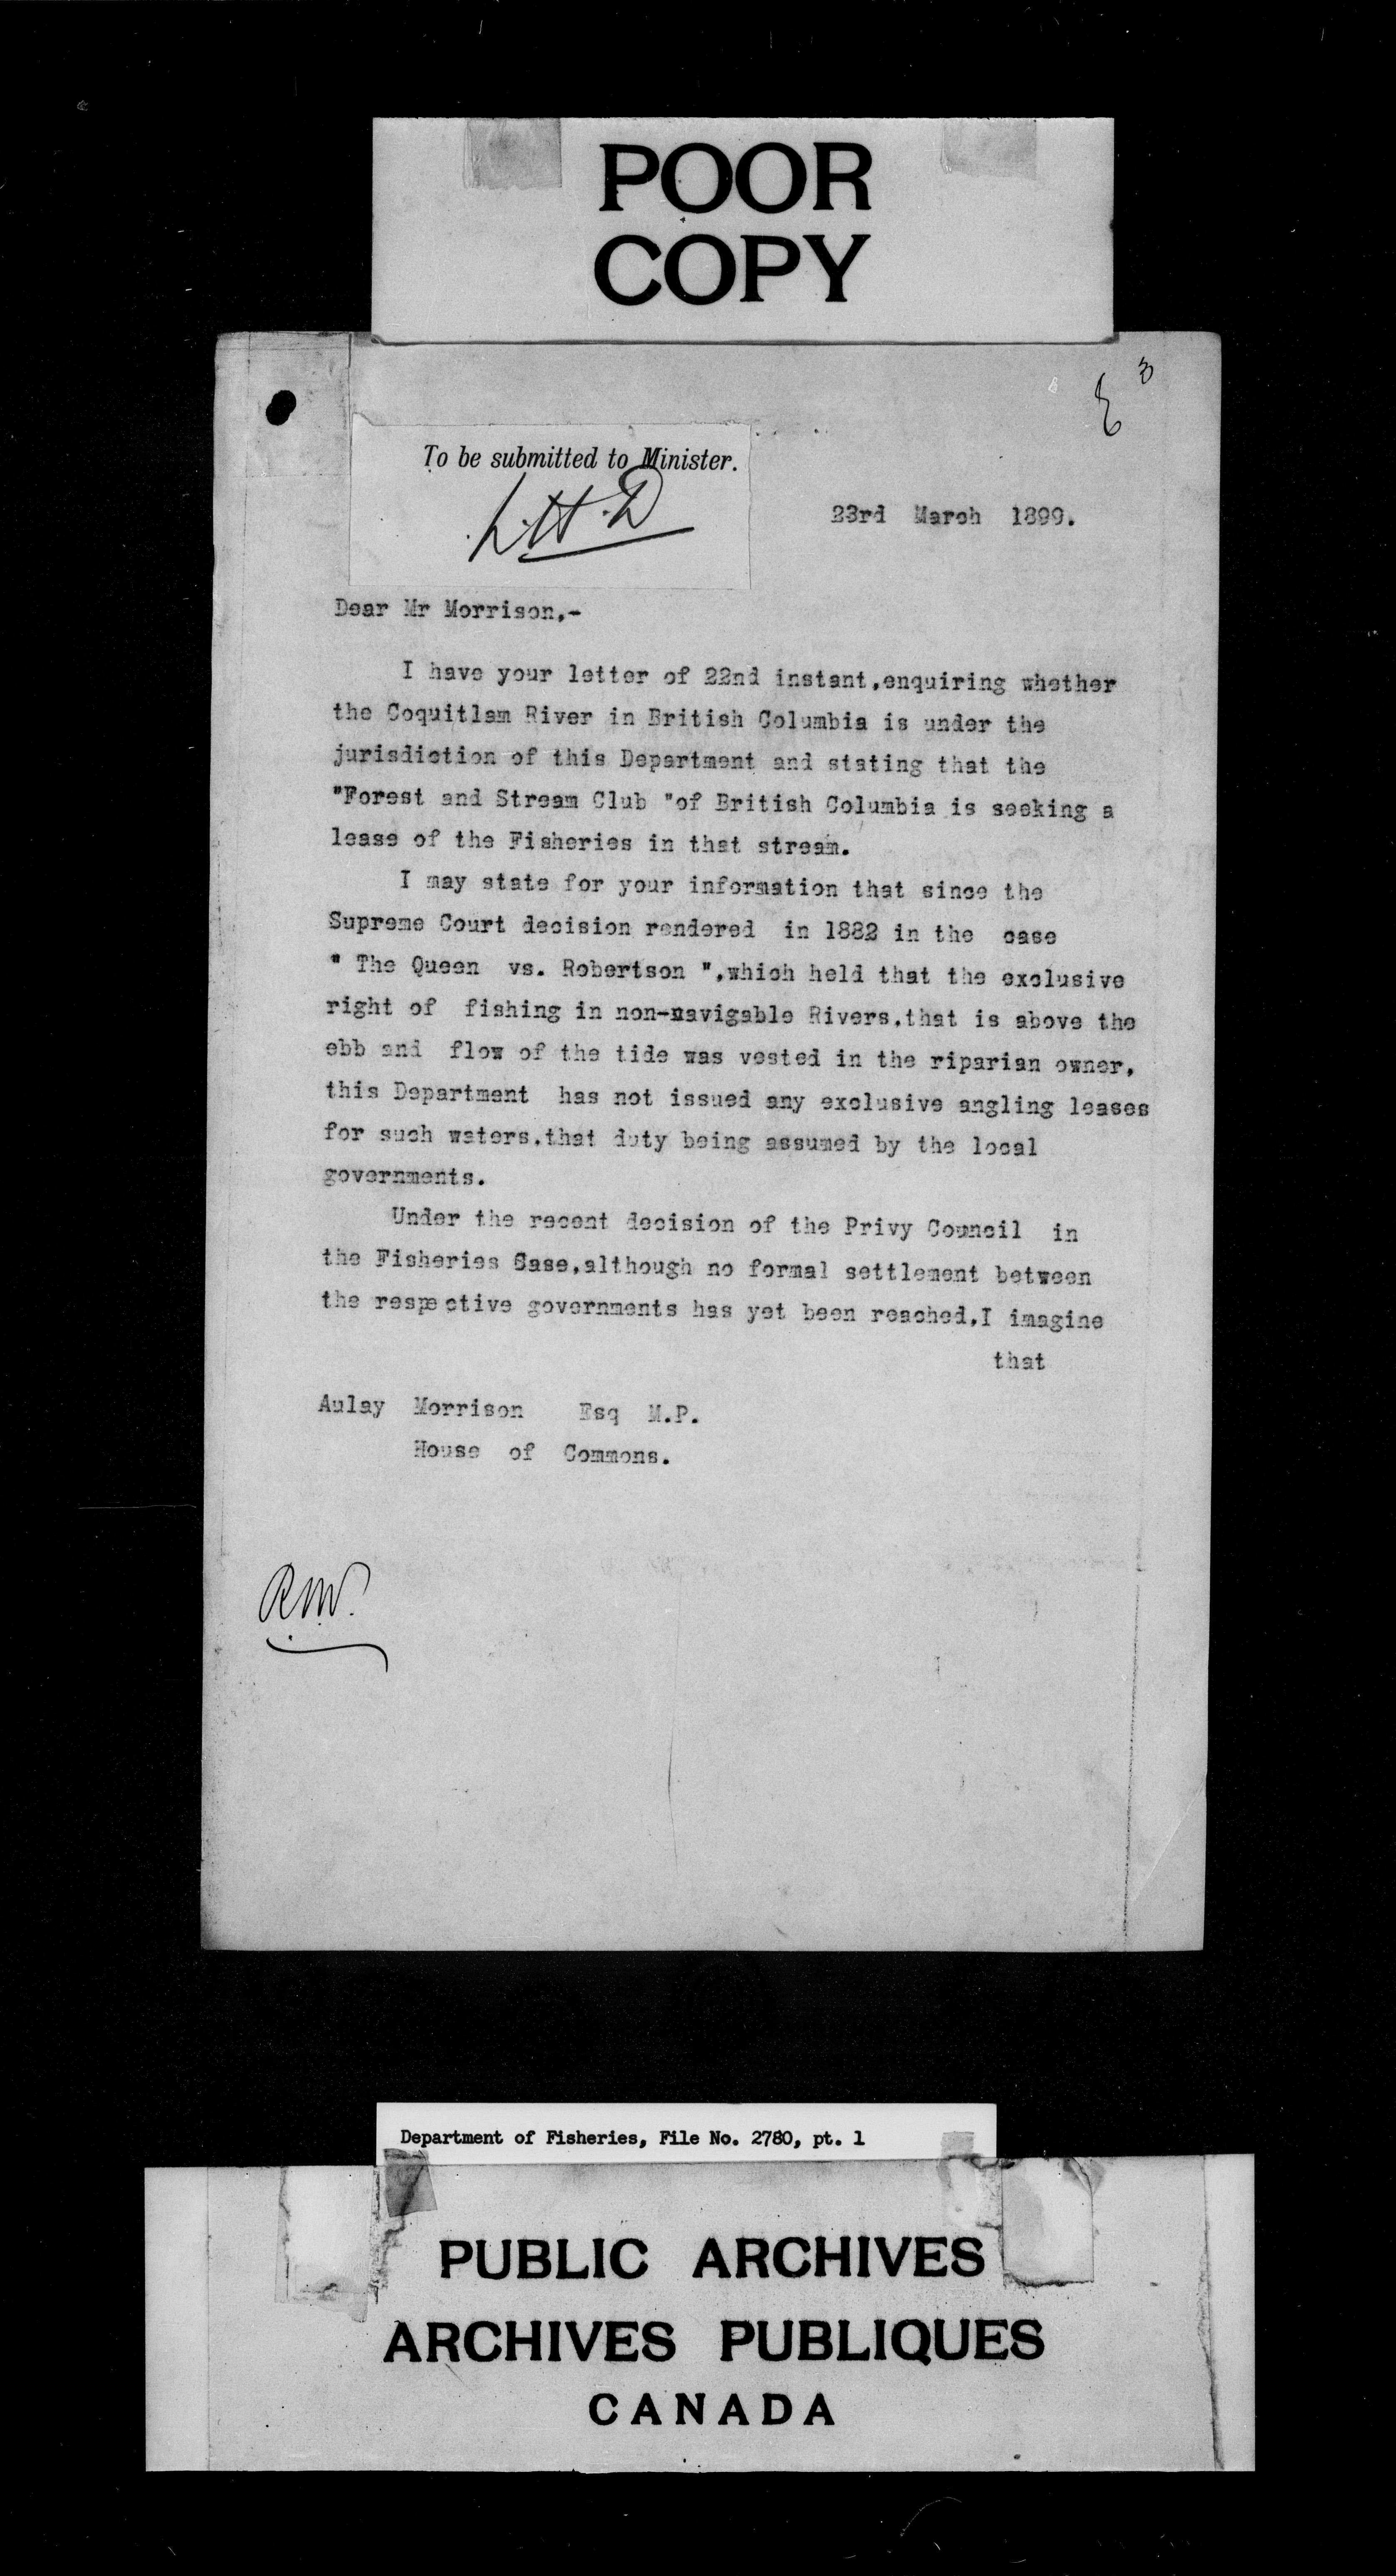 POOR
COPY
3
To be submitted to Minister.
23rd March 1899.
Dear Mr Morrison,-
I have your letter of 22nd instant,enquiring whether
the Coquitlam River in British Columbia is under the
jurisdiction of this Department and stating that the
"Forest and Stream Club "of British Columbia is seeking a
lease of the Fisheries in that stream.
I may state for your information that since the
Supreme Court decision rendered in 1882 in the case
" The Queen vs. Robertson ",which held that the exclusive
right of fishing in non-navigable Rivers,that is above the
ebb and flow of the tide was vested in the riparian owner,
this Department has not issued any exclusive angling leases
for such waters,that duty being assumed by the local
governments.
Under the recent decision of the Privy Council in
the Fisheries Case,although no formal settlement between
the respective governments has yet been reached,I imagine
that
Aulay Morrison Esq M.P.
House of Commons.
Department of Fisheries, File No. 2780, pt. 1
PUBLIC ARCHIVES
ARCHIVES PUBLIQUES
CANADA